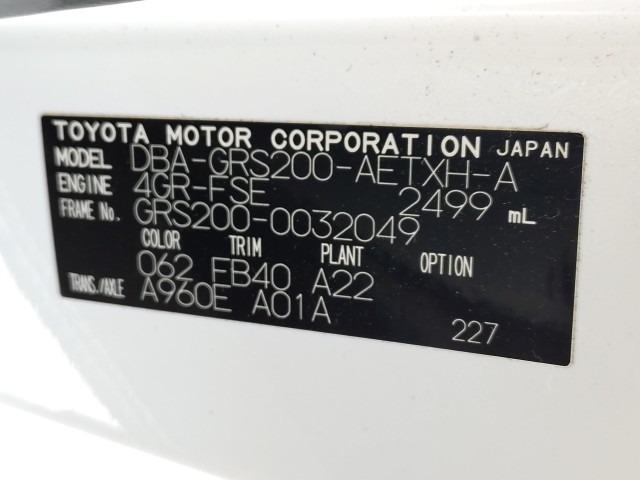 TOYOTA MOTOR CORPORATION JAPAN
MODEL DBA-GRS200-AETXH-A
ENGINE 4GR-FSE 2499 mL
FRAME No. GRS200-0032049
COLOR TRIM PLANT OPTION
062 FB40 A22
TRANS./AXLE A960E A01A
227